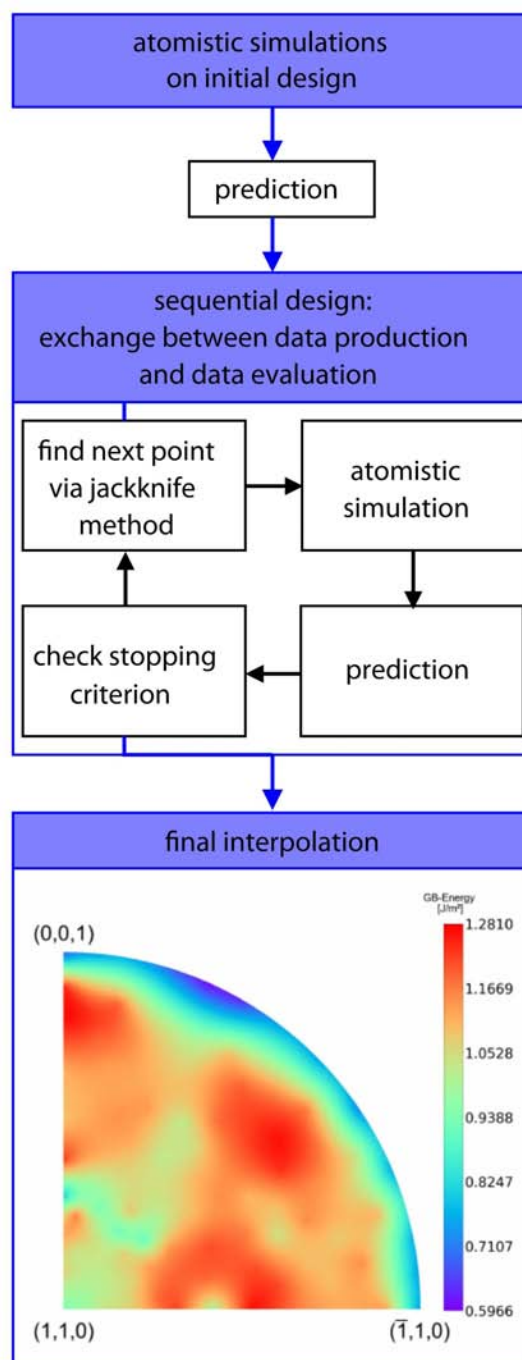 atomistic simulations
on initial design
prediction
sequential design:
exchange between data production
and data evaluation
find next point
via jackknife
method
atomistic
simulation
check stopping
criterion
prediction
final interpolation
GB-Energy
[J/m²]
(0,0,1)
1.2810
1.1669
1.0528
0.9388
0.8247
0.7107
0.5966
(1,1,0)
(1̅,1,0)